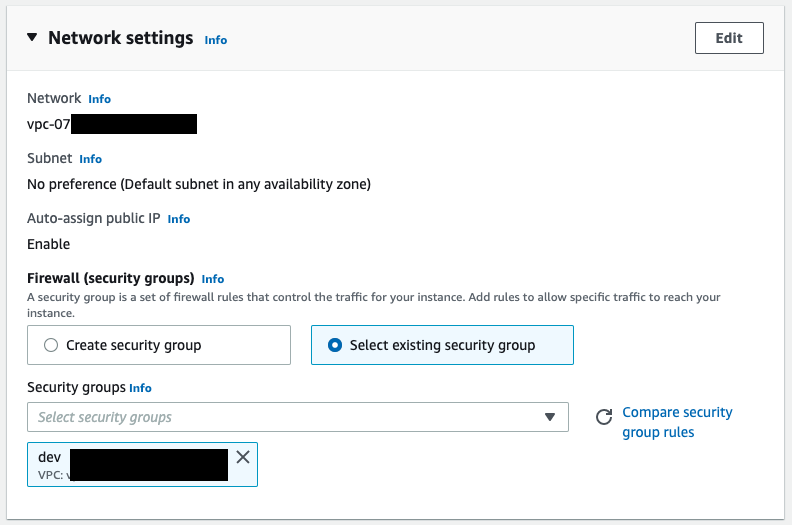 Network settings Info
Edit
Network Info
vpc-07
Subnet Info
No preference (Default subnet in any availability zone)
Auto-assign public IP Info
Enable
Firewall (security groups) Info
A security group is a set of firewall rules that control the traffic for your instance. Add rules to allow specific traffic to reach your
instance.
Create security group
Select existing security group
Security groups Info
Select security groups
Compare security
group rules
dev
VPC: